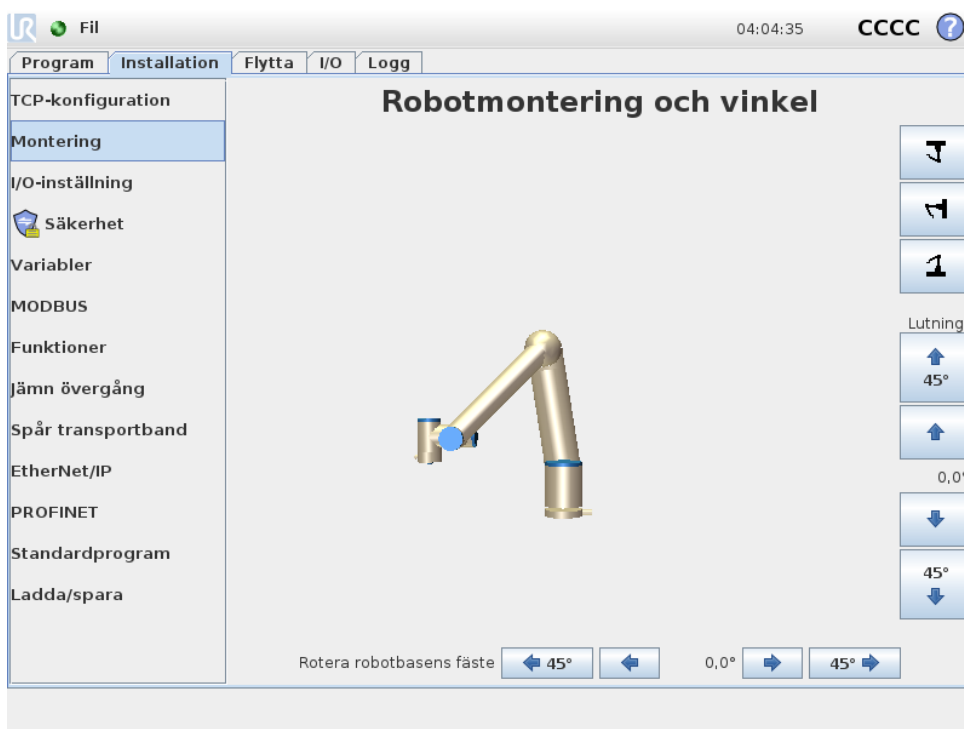 UR Fil 04:04:35 CCCC ?
Program Installation Flytta I/O Logg
TCP-konfiguration
Montering
I/O-inställning
Säkerhet
Variabler
MODBUS
Funktioner
Jämn övergång
Spår transportband
EtherNet/IP
PROFINET
Standardprogram
Ladda/spara
Robotmontering och vinkel
Lutning
45°
0,0°
45°
Rotera robotbasens fäste 45° 0,0° 45°